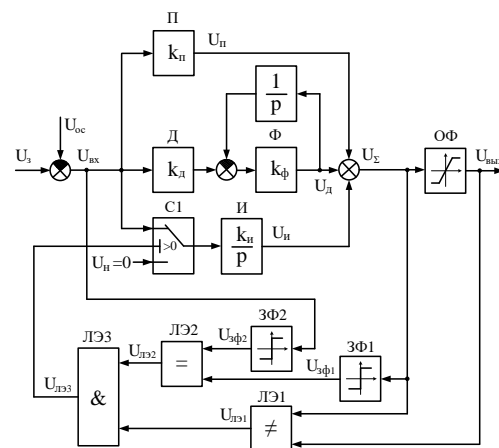 П
k_п
U_п
1
p
U_ос
U_з
U_вх
Д
k_д
Ф
k_ф
U_д
U_Σ
ОФ
U_вых
С1
>0
U_н=0
И
k_и
p
U_и
ЗФ2
ЛЭ2
U_зф2
ЗФ1
U_зф1
ЛЭ3
U_лэ2
=
U_лэ3
&
ЛЭ1
U_лэ1
≠